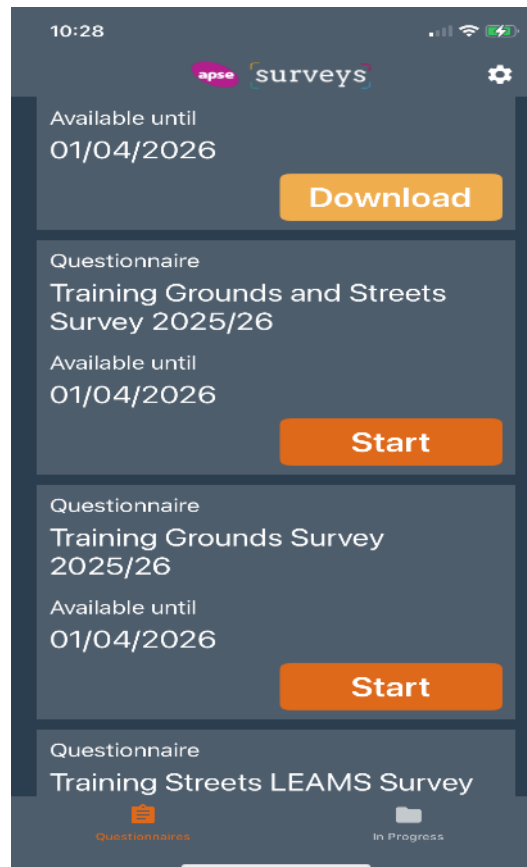 10:28
apse surveys
Available until
01/04/2026
Download
Questionnaire
Training Grounds and Streets
Survey 2025/26
Available until
01/04/2026
Start
Questionnaire
Training Grounds Survey
2025/26
Available until
01/04/2026
Start
Questionnaire
Training Streets LEAMS Survey
Questionnaires
In Progress